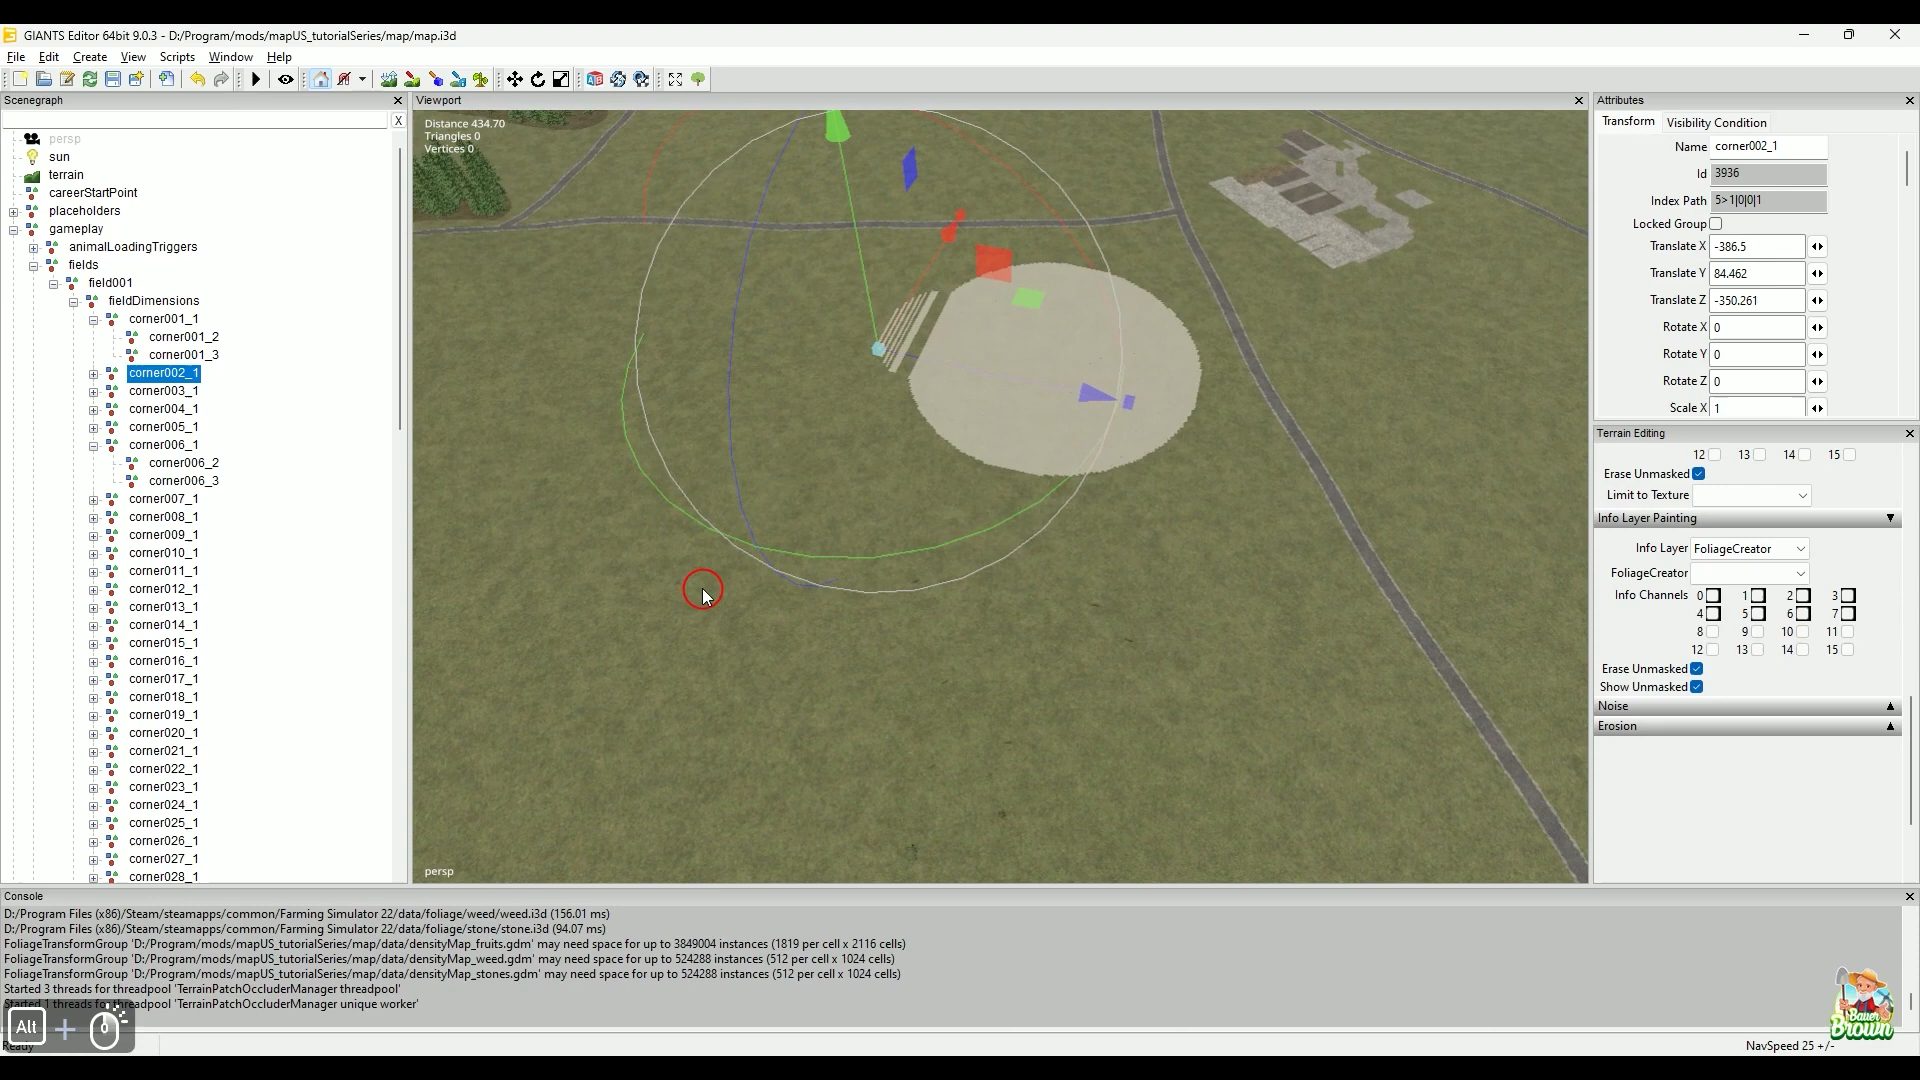 GIANTS Editor 64bit 9.0.3 - D:/Program/mods/mapUS_tutorialSeries/map/map.i3d
File Edit Create View Scripts Window Help
Scenegraph
X
persp
sun
terrain
careerStartPoint
placeholders
gameplay
animalLoadingTriggers
fields
field001
fieldDimensions
corner001_1
corner001_2
corner001_3
corner002_1
corner003_1
corner004_1
corner005_1
corner006_1
corner006_2
corner006_3
corner007_1
corner008_1
corner009_1
corner010_1
corner011_1
corner012_1
corner013_1
corner014_1
corner015_1
corner016_1
corner017_1
corner018_1
corner019_1
corner020_1
corner021_1
corner022_1
corner023_1
corner024_1
corner025_1
corner026_1
corner027_1
corner028_1
Viewport
Distance 434.70
Triangles 0
Vertices 0
persp
Attributes
Transform Visibility Condition
Name corner002_1
Id 3936
Index Path 5>1|0|0|1
Locked Group
Translate X -386.5
Translate Y 84.462
Translate Z -350.261
Rotate X 0
Rotate Y 0
Rotate Z 0
Scale X 1
Terrain Editing
12 13 14 15
Erase Unmasked
Limit to Texture
Info Layer Painting
Info Layer FoliageCreator
FoliageCreator
Info Channels 0 1 2 3
4 5 6 7
8 9 10 11
12 13 14 15
Erase Unmasked
Show Unmasked
Noise
Erosion
Console
D:/Program Files (x86)/Steam/steamapps/common/Farming Simulator 22/data/foliage/weed/weed.i3d (156.01 ms)
D:/Program Files (x86)/Steam/steamapps/common/Farming Simulator 22/data/foliage/stone/stone.i3d (94.07 ms)
FoliageTransformGroup 'D:/Program/mods/mapUS_tutorialSeries/map/data/densityMap_fruits.gdm' may need space for up to 3849004 instances (1819 per cell x 2116 cells)
FoliageTransformGroup 'D:/Program/mods/mapUS_tutorialSeries/map/data/densityMap_weed.gdm' may need space for up to 524288 instances (512 per cell x 1024 cells)
FoliageTransformGroup 'D:/Program/mods/mapUS_tutorialSeries/map/data/densityMap_stones.gdm' may need space for up to 524288 instances (512 per cell x 1024 cells)
Started 3 threads for threadpool 'TerrainPatchOccluderManager threadpool'
Started 1 threads for threadpool 'TerrainPatchOccluderManager unique worker'
Alt +
Ready
NavSpeed 25 +/-
Bauer
Brown